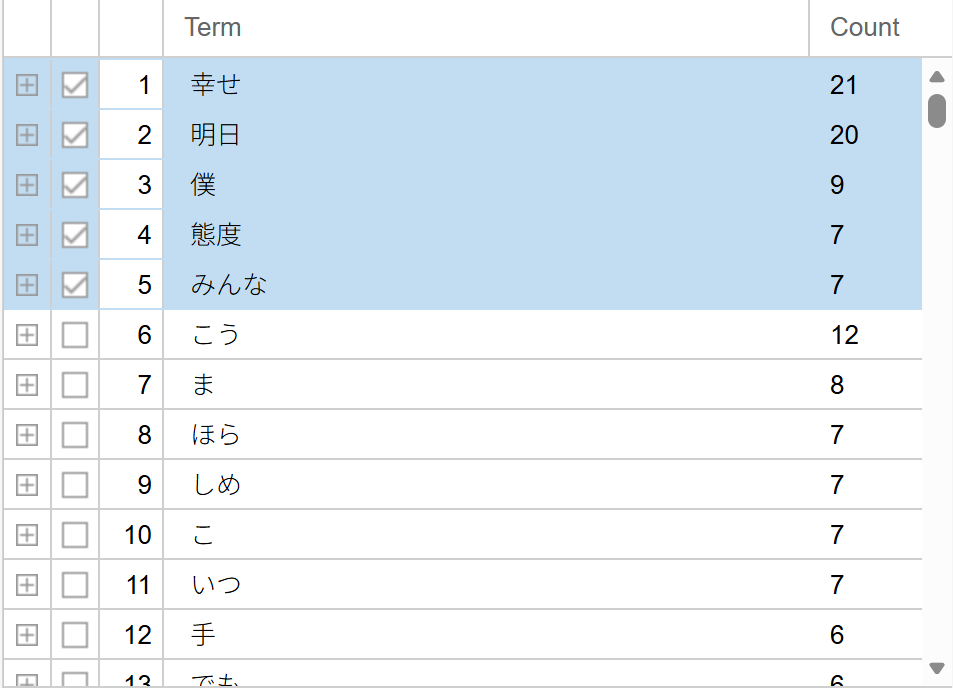 Term Count
1 幸せ 21
2 明日 20
3 僕 9
4 態度 7
5 みんな 7
6 こう 12
7 ま 8
8 ほら 7
9 しめ 7
10 こ 7
11 いつ 7
12 手 6
13 でも 6